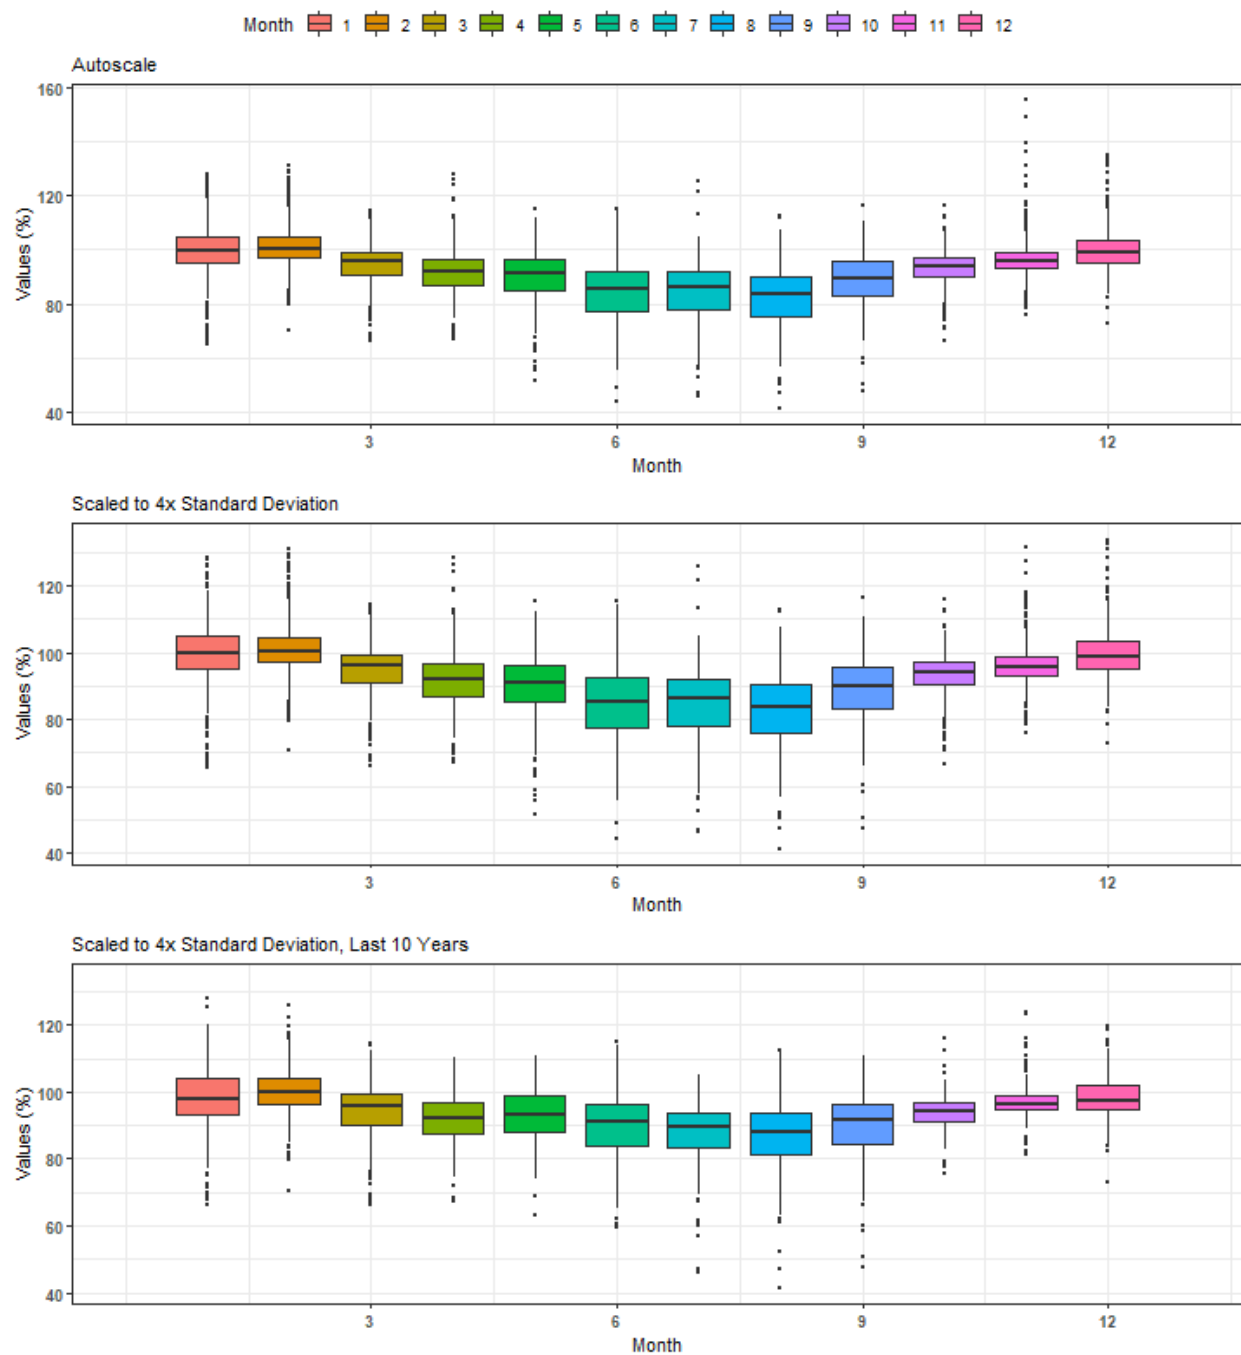 Month 1 2 3 4 5 6 7 8 9 10 11 12
Autoscale
Values (%)
160
120
80
40
3 6 9 12
Month
Scaled to 4x Standard Deviation
Values (%)
120
100
80
60
40
3 6 9 12
Month
Scaled to 4x Standard Deviation, Last 10 Years
Values (%)
120
100
80
60
40
3 6 9 12
Month